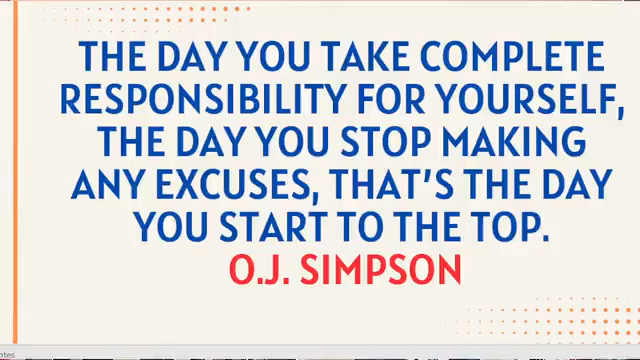 THE DAY YOU TAKE COMPLETE
RESPONSIBILITY FOR YOURSELF,
THE DAY YOU STOP MAKING
ANY EXCUSES, THAT'S THE DAY
YOU START TO THE TOP.
O.J. SIMPSON